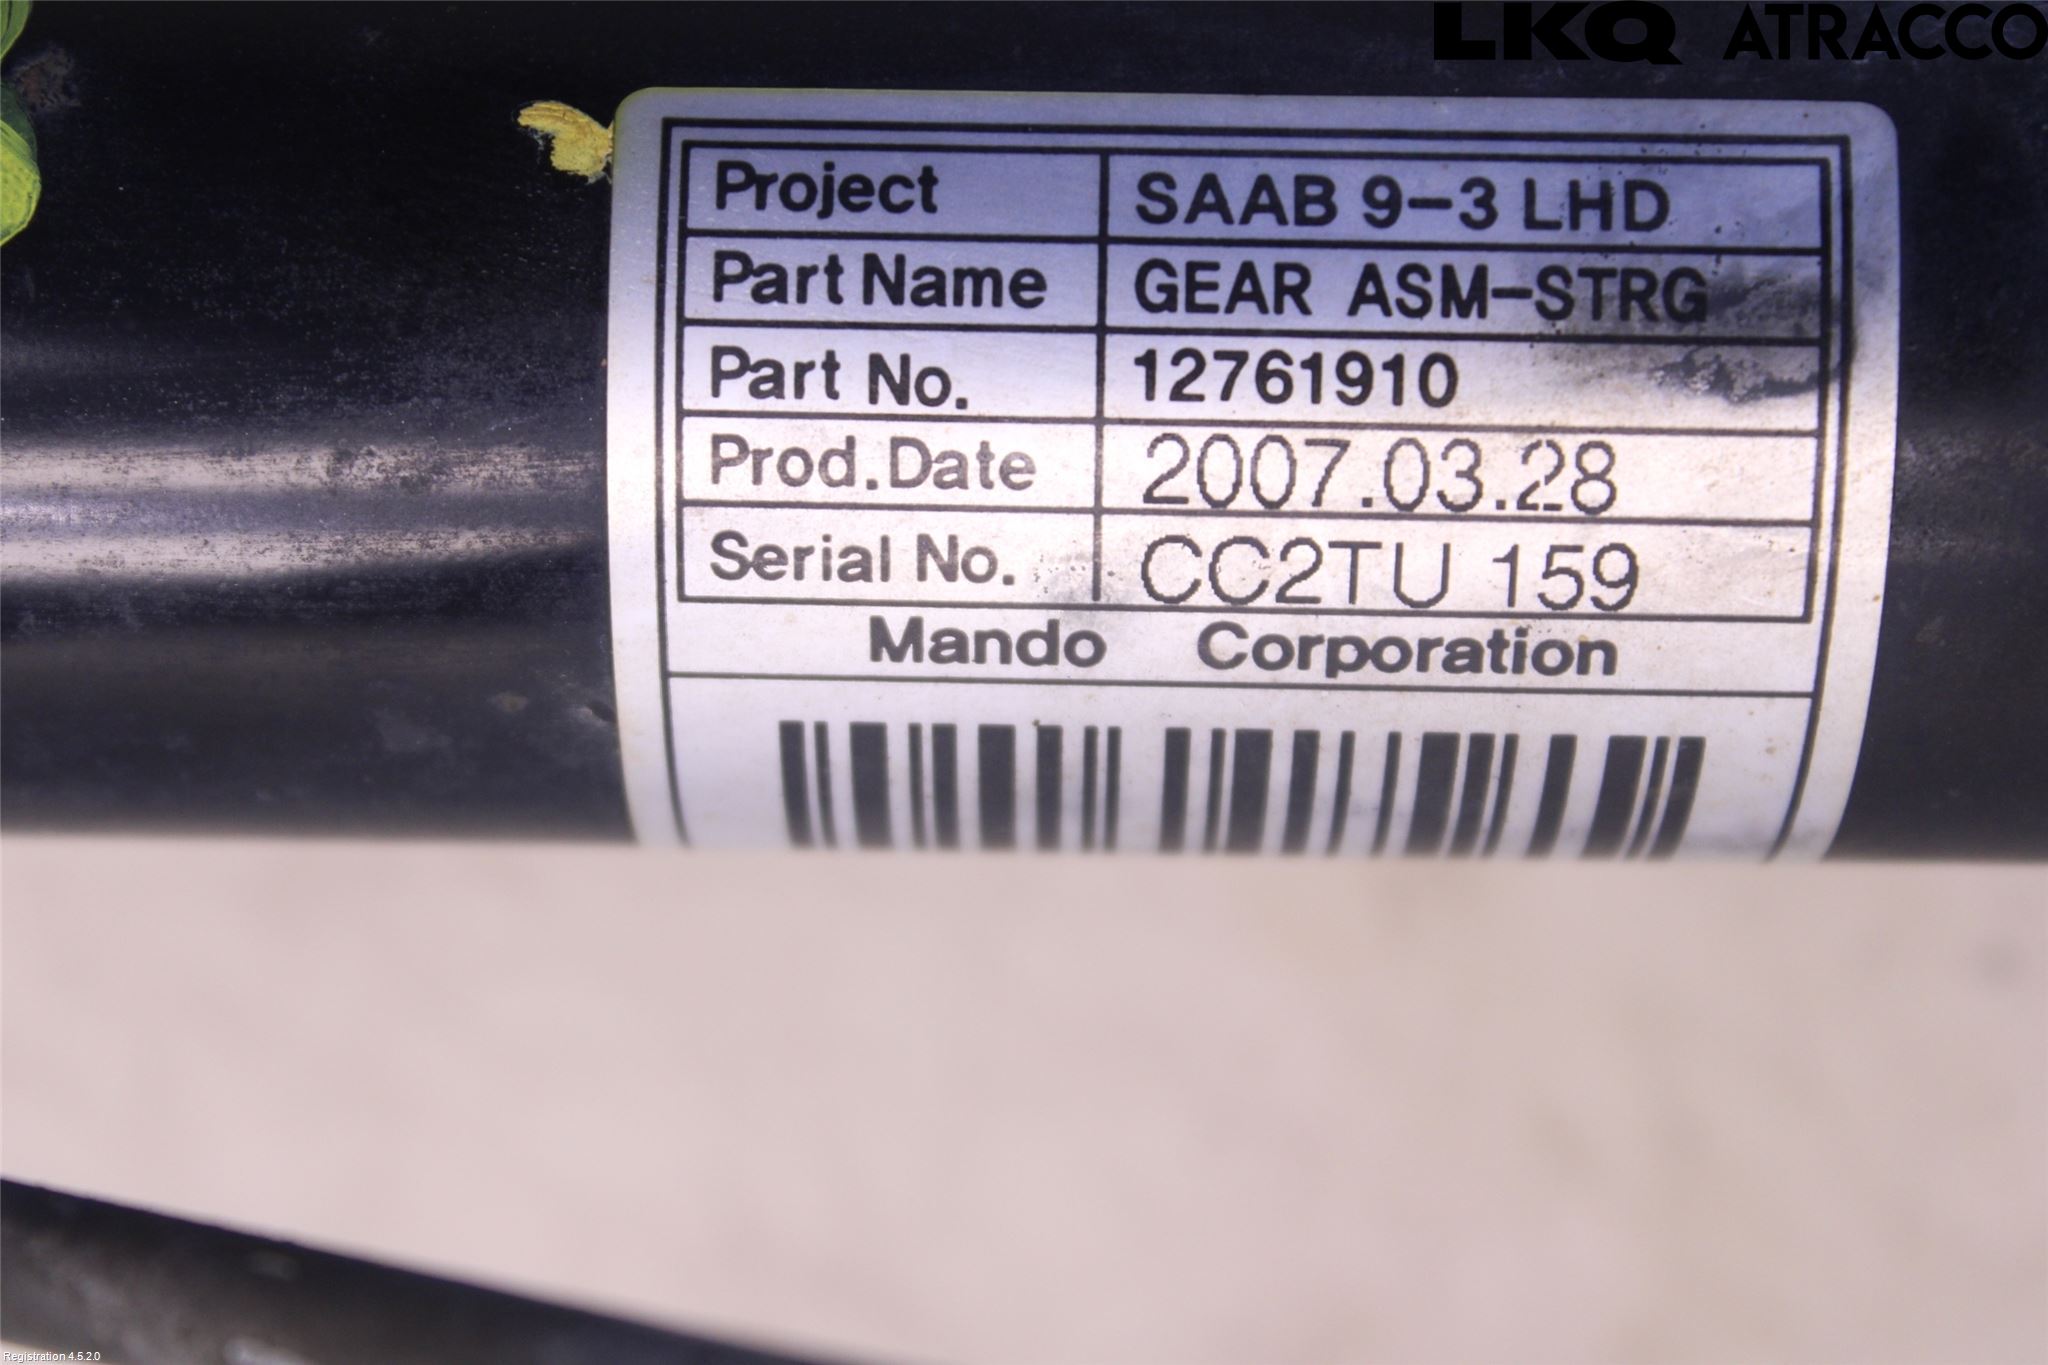 LKQ ATRACCO
Project SAAB 9-3 LHD
Part Name GEAR ASM-STRG
Part No. 12761910
Prod.Date 2007.03.28
Serial No. CC2TU 159
Mando Corporation
Registration 4.5.2.0